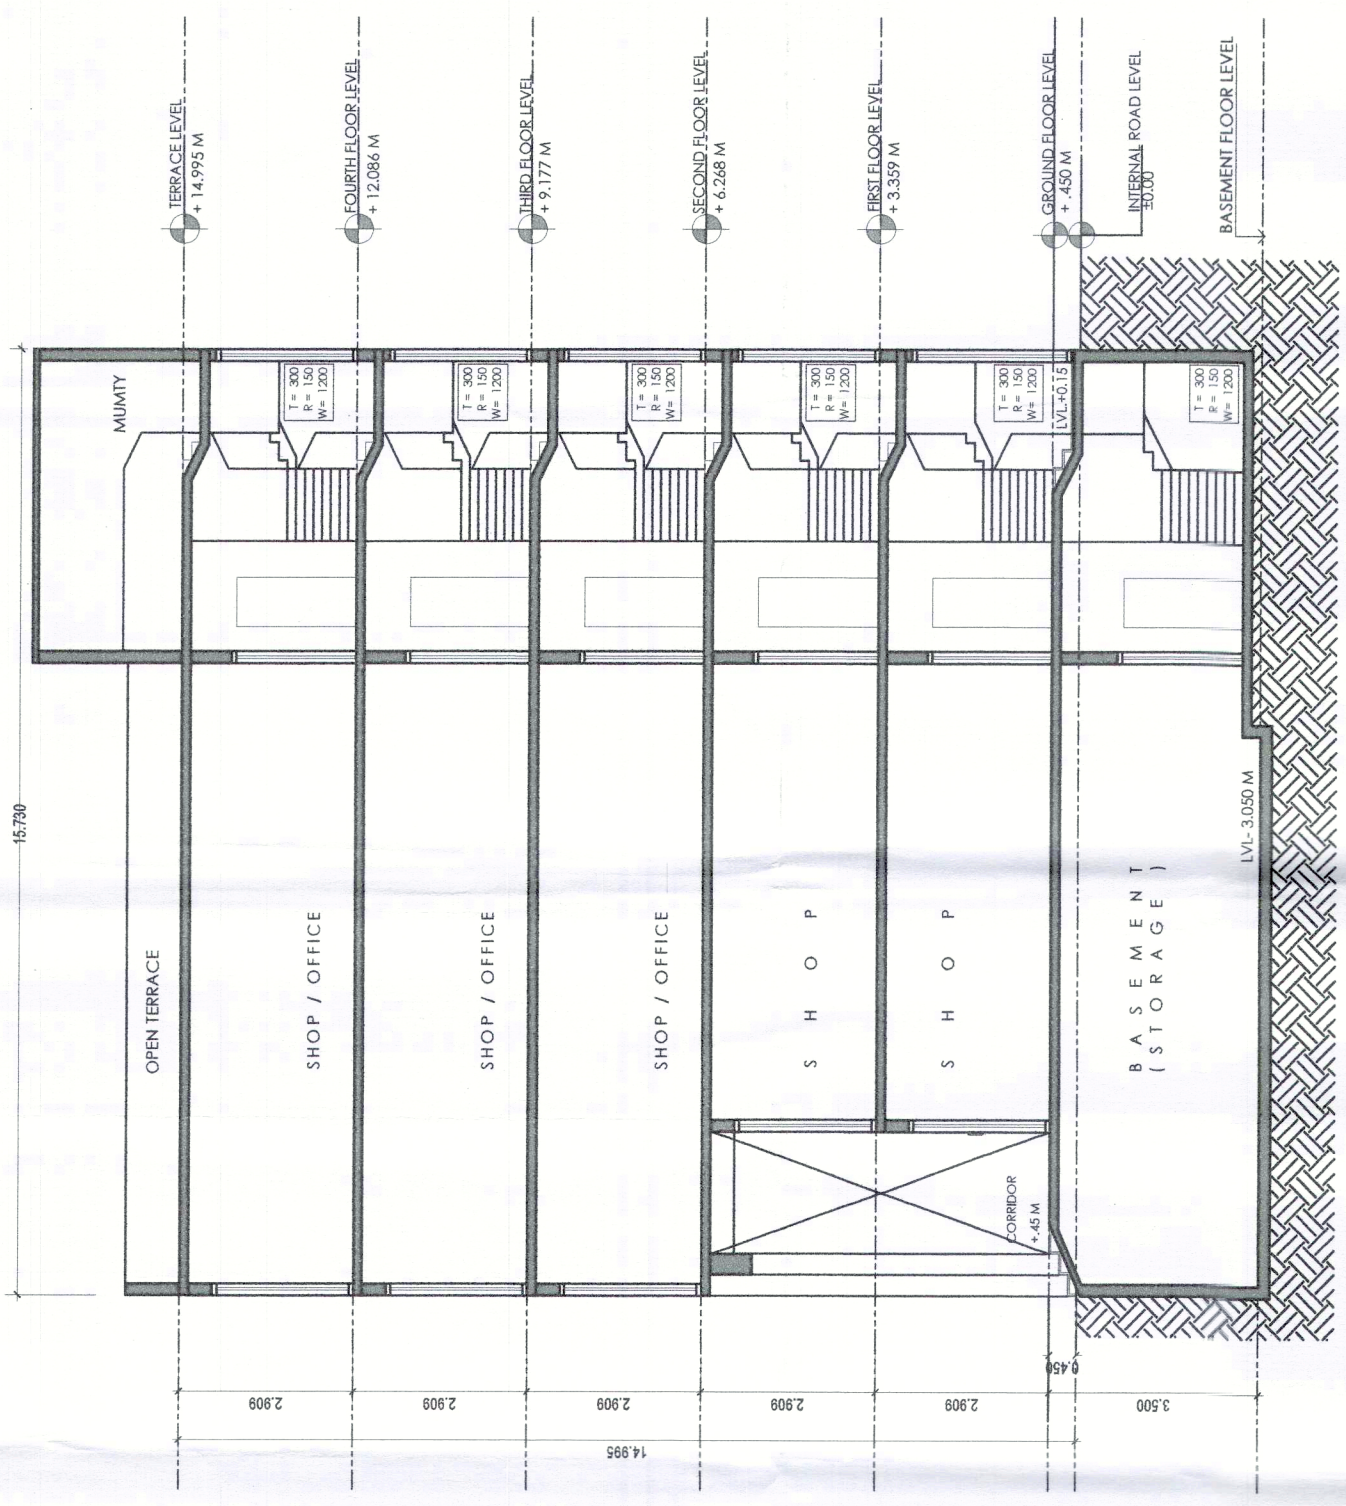 TERRACE LEVEL
+ 14.995 M
FOURTH FLOOR LEVEL
+ 12.086 M
THIRD FLOOR LEVEL
+ 9.177 M
SECOND FLOOR LEVEL
+ 6.268 M
FIRST FLOOR LEVEL
+ 3.359 M
GROUND FLOOR LEVEL
+ .450 M
INTERNAL ROAD LEVEL
±0.00
BASEMENT FLOOR LEVEL
MUMTY
T = 300
R = 150
W= 1200
T = 300
R = 150
W= 1200
T = 300
R = 150
W= 1200
T = 300
R = 150
W= 1200
T = 300
R = 150
W= 1200
LVL.+0.15
T = 300
R = 150
W= 1200
15.730
OPEN TERRACE
SHOP / OFFICE
SHOP / OFFICE
SHOP / OFFICE
SHOP
SHOP
BASEMENT
( STORAGE )
LVL- 3.050 M
CORRIDOR
+.45 M
2.909
2.909
2.909
2.909
2.909
0.450
3.500
14.995